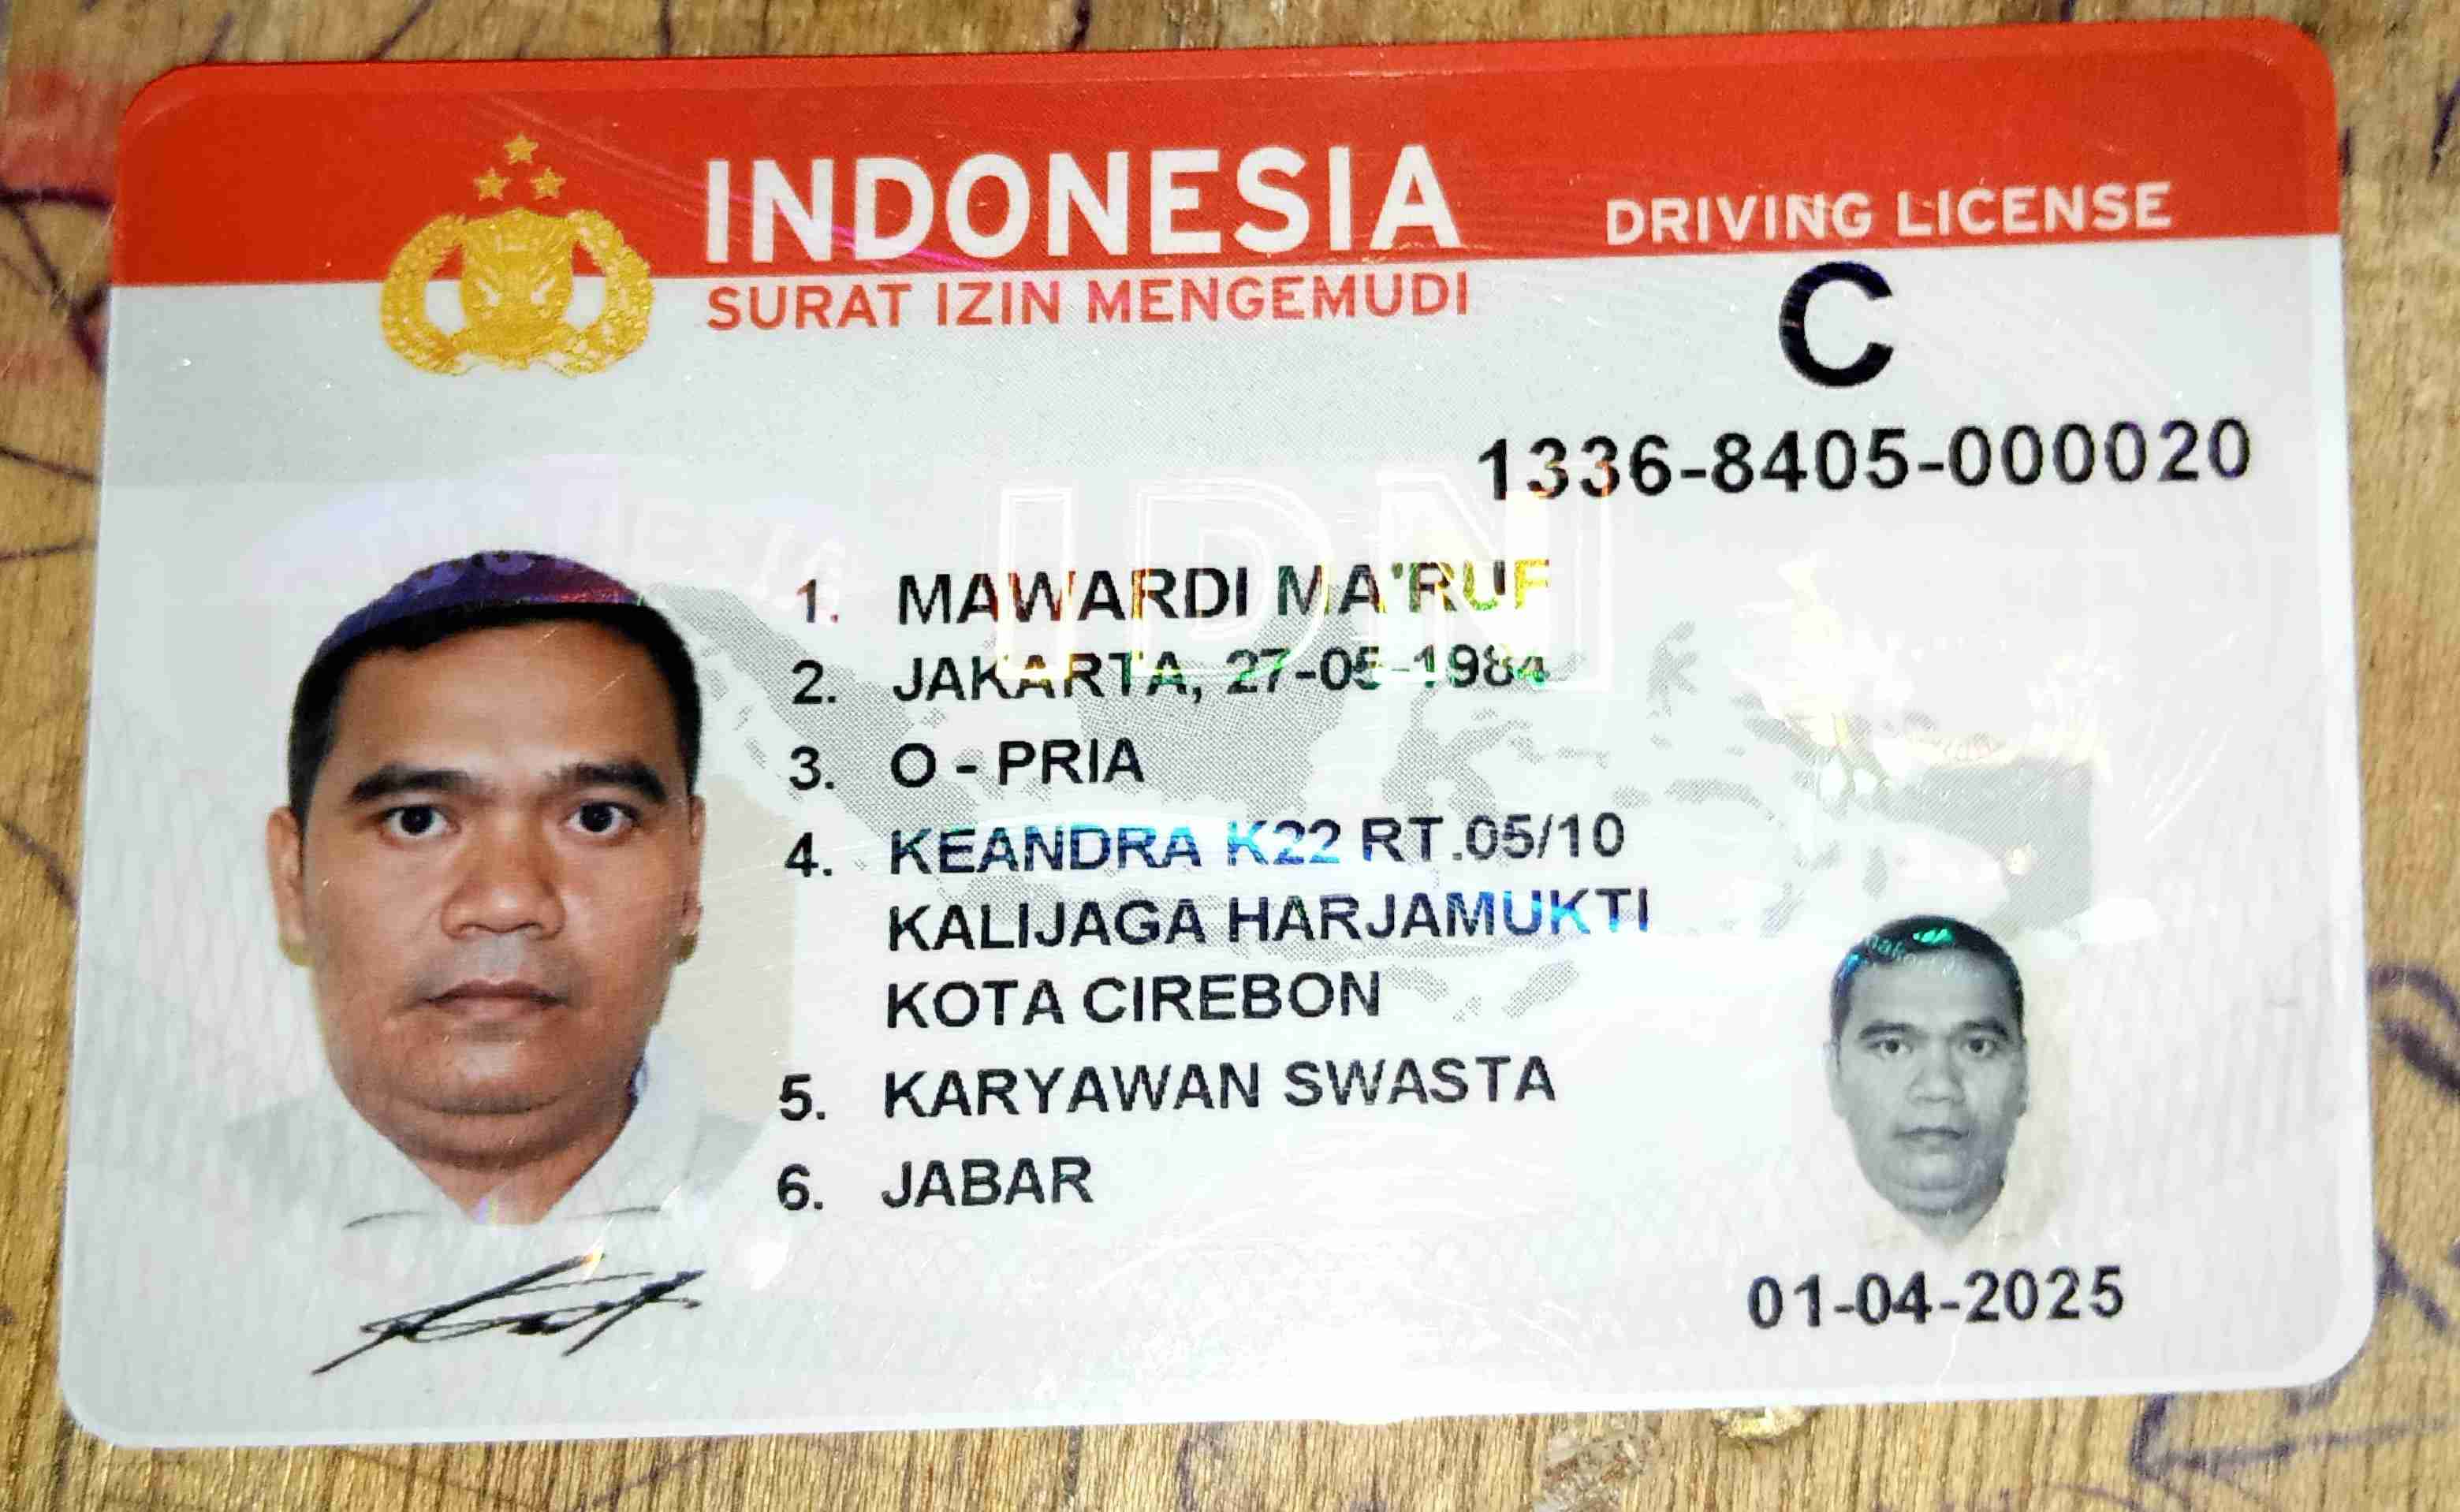 INDONESIA
DRIVING LICENSE
SURAT IZIN MENGEMUDI
C
1336-8405-000020
IDN
1. MAWARDI MA'RUF
2. JAKARTA, 27-05-1984
3. O - PRIA
4. KEANDRA K22 RT.05/10
KALIJAGA HARJAMUKTI
KOTA CIREBON
5. KARYAWAN SWASTA
6. JABAR
01-04-2025